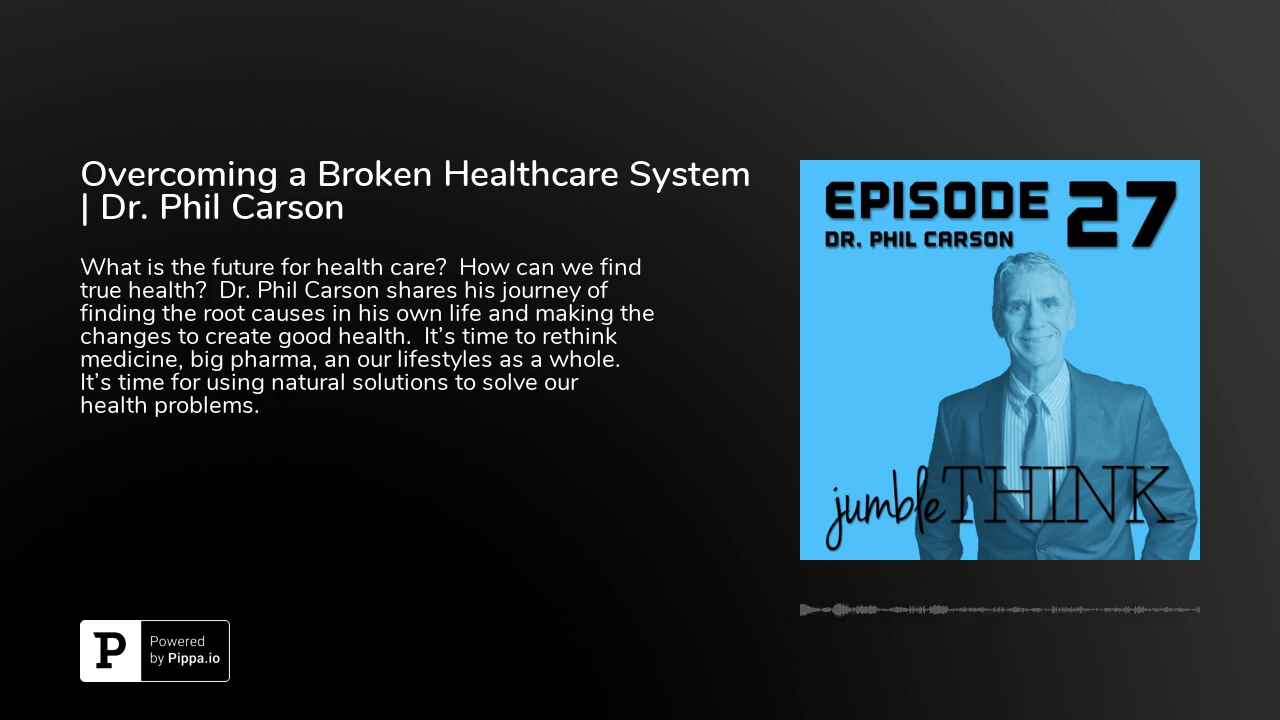 Overcoming a Broken Healthcare System
| Dr. Phil Carson
What is the future for health care?  How can we find
true health?  Dr. Phil Carson shares his journey of
finding the root causes in his own life and making the
changes to create good health.  It’s time to rethink
medicine, big pharma, an our lifestyles as a whole.
It’s time for using natural solutions to solve our
health problems.
EPISODE 27
DR. PHIL CARSON
jumbleTHINK
P
Powered
by Pippa.io